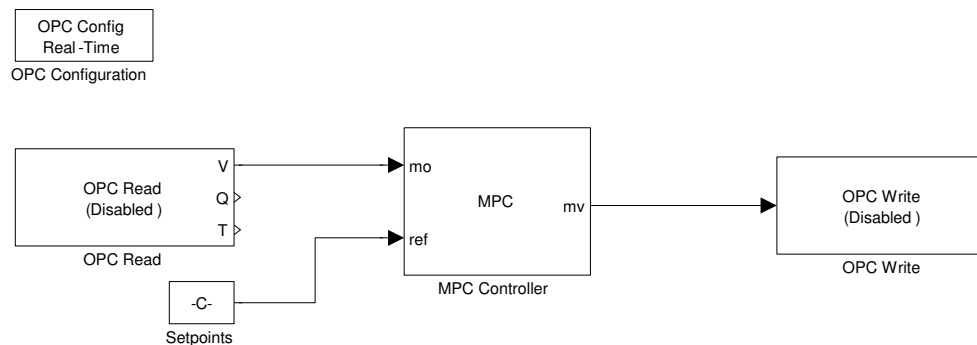 OPC Config
Real-Time
OPC Configuration
V
Q
T
OPC Read
(Disabled )
OPC Read
-C-
Setpoints
mo
ref
MPC
mv
MPC Controller
OPC Write
(Disabled )
OPC Write